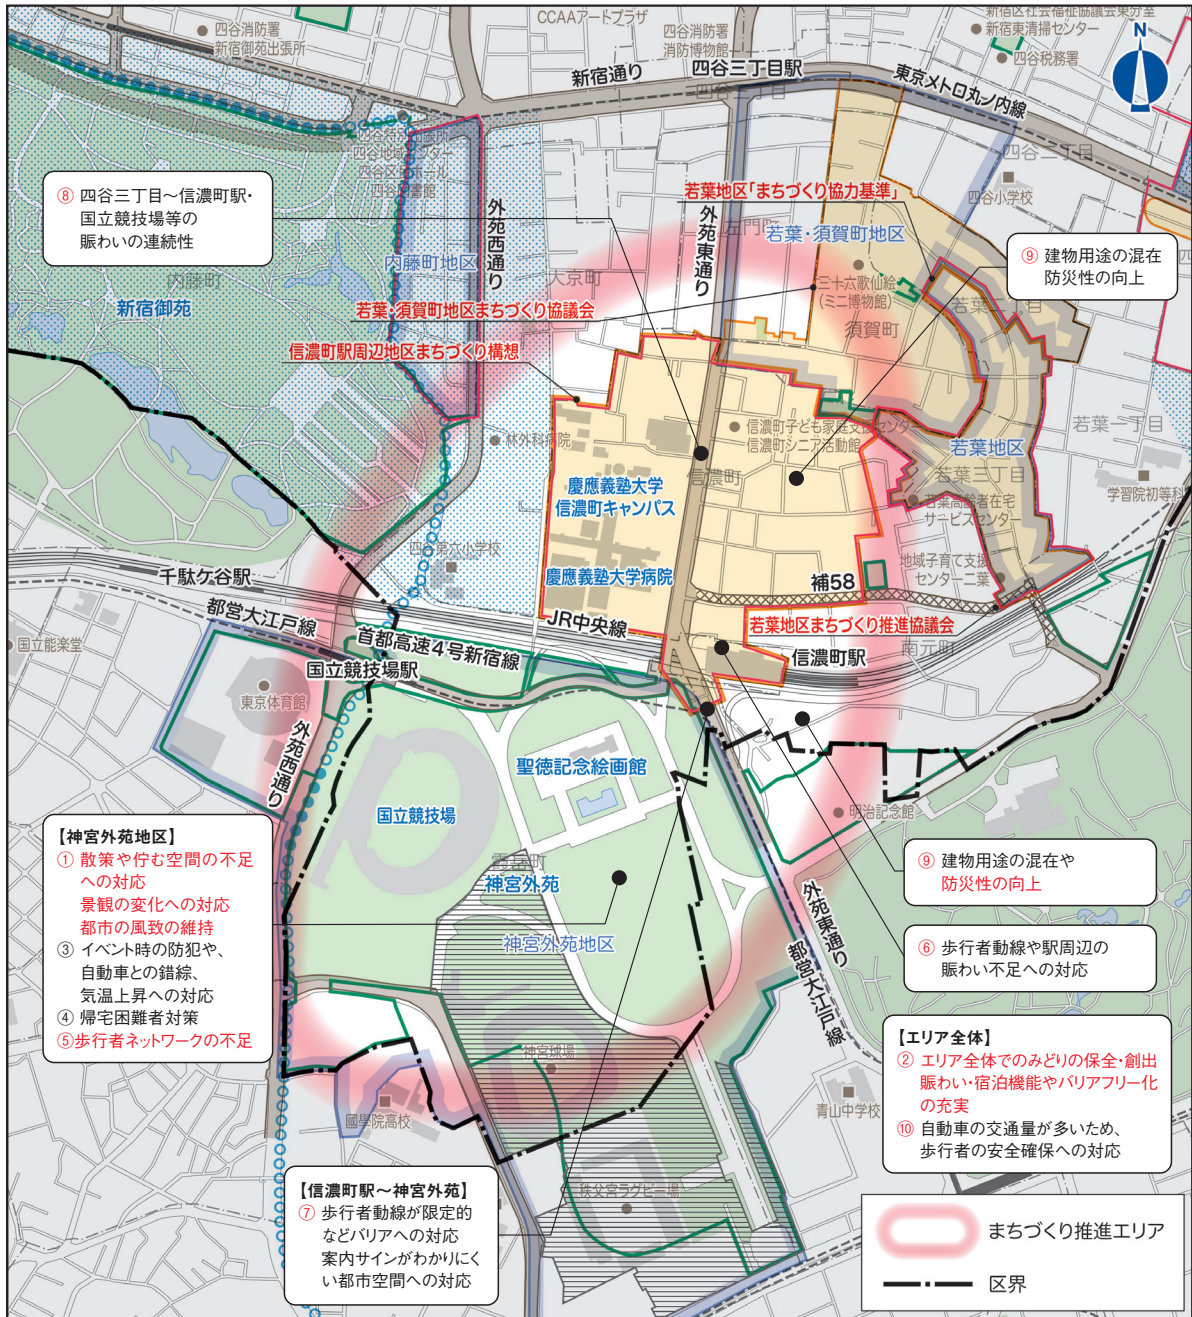 CCAAアートプラザ
四谷消防署
新宿御苑出張所
四谷消防署
消防博物館
新宿区社会福祉協議会東分室
新宿東清掃センター
四谷税務署
N
新宿通り
四谷三丁目駅
東京メトロ丸ノ内線
四谷二丁目
四谷小学校
四谷特別出張所
四谷地域センター
四谷区民ホール
四谷図書館
⑧ 四谷三丁目～信濃町駅・
国立競技場等の
賑わいの連続性
外苑西通り
内藤町地区
内藤町
新宿御苑
大京町
外苑東通り
左門町
若葉地区「まちづくり協力基準」
若葉・須賀町地区
三十六歌仙絵
（ミニ博物館）
須賀町
⑨ 建物用途の混在
防災性の向上
若葉二丁目
若葉・須賀町地区まちづくり協議会
信濃町駅周辺地区まちづくり構想
林外科病院
信濃町子ども家庭支援センター
信濃町シニア活動館
信濃町
若葉地区
若葉三丁目
若葉一丁目
学習院初等科
慶應義塾大学
信濃町キャンパス
若葉高齢者在宅
サービスセンター
四谷第六小学校
慶應義塾大学病院
地域子育て支援
センター二葉
千駄ケ谷駅
補58
都営大江戸線
首都高速4号新宿線
JR中央線
若葉地区まちづくり推進協議会
南元町
信濃町駅
国立能楽堂
国立競技場駅
東京体育館
外苑西通り
聖徳記念絵画館
国立競技場
霞岳町
神宮外苑
神宮外苑地区
明治記念館
外苑東通り
都営大江戸線
【神宮外苑地区】
① 散策や佇む空間の不足
への対応
景観の変化への対応
都市の風致の維持
③ イベント時の防犯や、
自動車との錯綜、
気温上昇への対応
④ 帰宅困難者対策
⑤歩行者ネットワークの不足
⑨ 建物用途の混在や
防災性の向上
⑥ 歩行者動線や駅周辺の
賑わい不足への対応
【エリア全体】
② エリア全体でのみどりの保全・創出
賑わい・宿泊機能やバリアフリー化
の充実
⑩ 自動車の交通量が多いため、
歩行者の安全確保への対応
神宮球場
國學院高校
青山中学校
秩父宮ラグビー場
【信濃町駅～神宮外苑】
⑦ 歩行者動線が限定的
などバリアへの対応
案内サインがわかりにく
い都市空間への対応
まちづくり推進エリア
区界